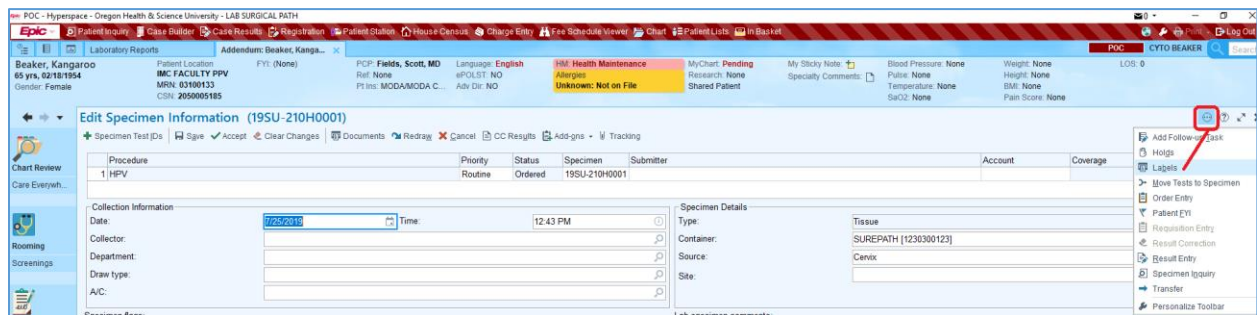 POC - Hyperspace - Oregon Health & Science University - LAB SURGICAL PATH
Epic Patient Inquiry Case Builder Case Results Registration Patient Station House Census Charge Entry Fee Schedule Viewer Chart Patient Lists In Basket Print Log Out
Laboratory Reports Addendum: Beaker, Kanga... POC CYTO BEAKER Search
Beaker, Kangaroo Patient Location FYI: (None) PCP: Fields, Scott, MD Language: English HM: Health Maintenance MyChart: Pending My Sticky Note: Blood Pressure: None Weight: None LOS: 0
65 yrs, 02/18/1954 IMC FACULTY PPV Ref: None ePOLST: NO Allergies Research: None Specialty Comments: Pulse: None Height: None
Gender: Female MRN: 03100133 Pt Ins: MODA/MODA C... Adv Dir: NO Unknown: Not on File Shared Patient Temperature: None BMI: None
CSN: 2050005185 SaO2: None Pain Score: None
Edit Specimen Information (19SU-210H0001)
Specimen Test IDs Save Accept Clear Changes Documents Redraw Cancel CC Results Add-ons Tracking
Procedure Priority Status Specimen Submitter Account Coverage
1 HPV Routine Ordered 19SU-210H0001
Chart Review
Care Everywh...
Rooming
Screenings
Collection Information
Date: 7/25/2019 Time: 12:43 PM
Collector:
Department:
Draw type:
A/C:
Specimen Details
Type: Tissue
Container: SUREPATH [1230300123]
Source: Cervix
Site:
Specimen flags:
Lab specimen comments:
Add Follow-up Task
Holds
Labels
Move Tests to Specimen
Order Entry
Patient FYI
Requisition Entry
Result Correction
Result Entry
Specimen Inquiry
Transfer
Personalize Toolbar